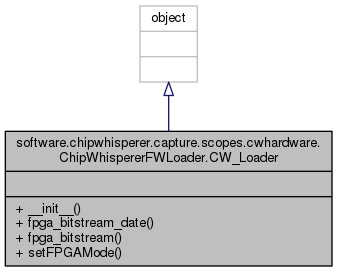 object
software.chipwhisperer.capture.scopes.cwhardware.
ChipWhispererFWLoader.CW_Loader
+ __init__()
+ fpga_bitstream_date()
+ fpga_bitstream()
+ setFPGAMode()